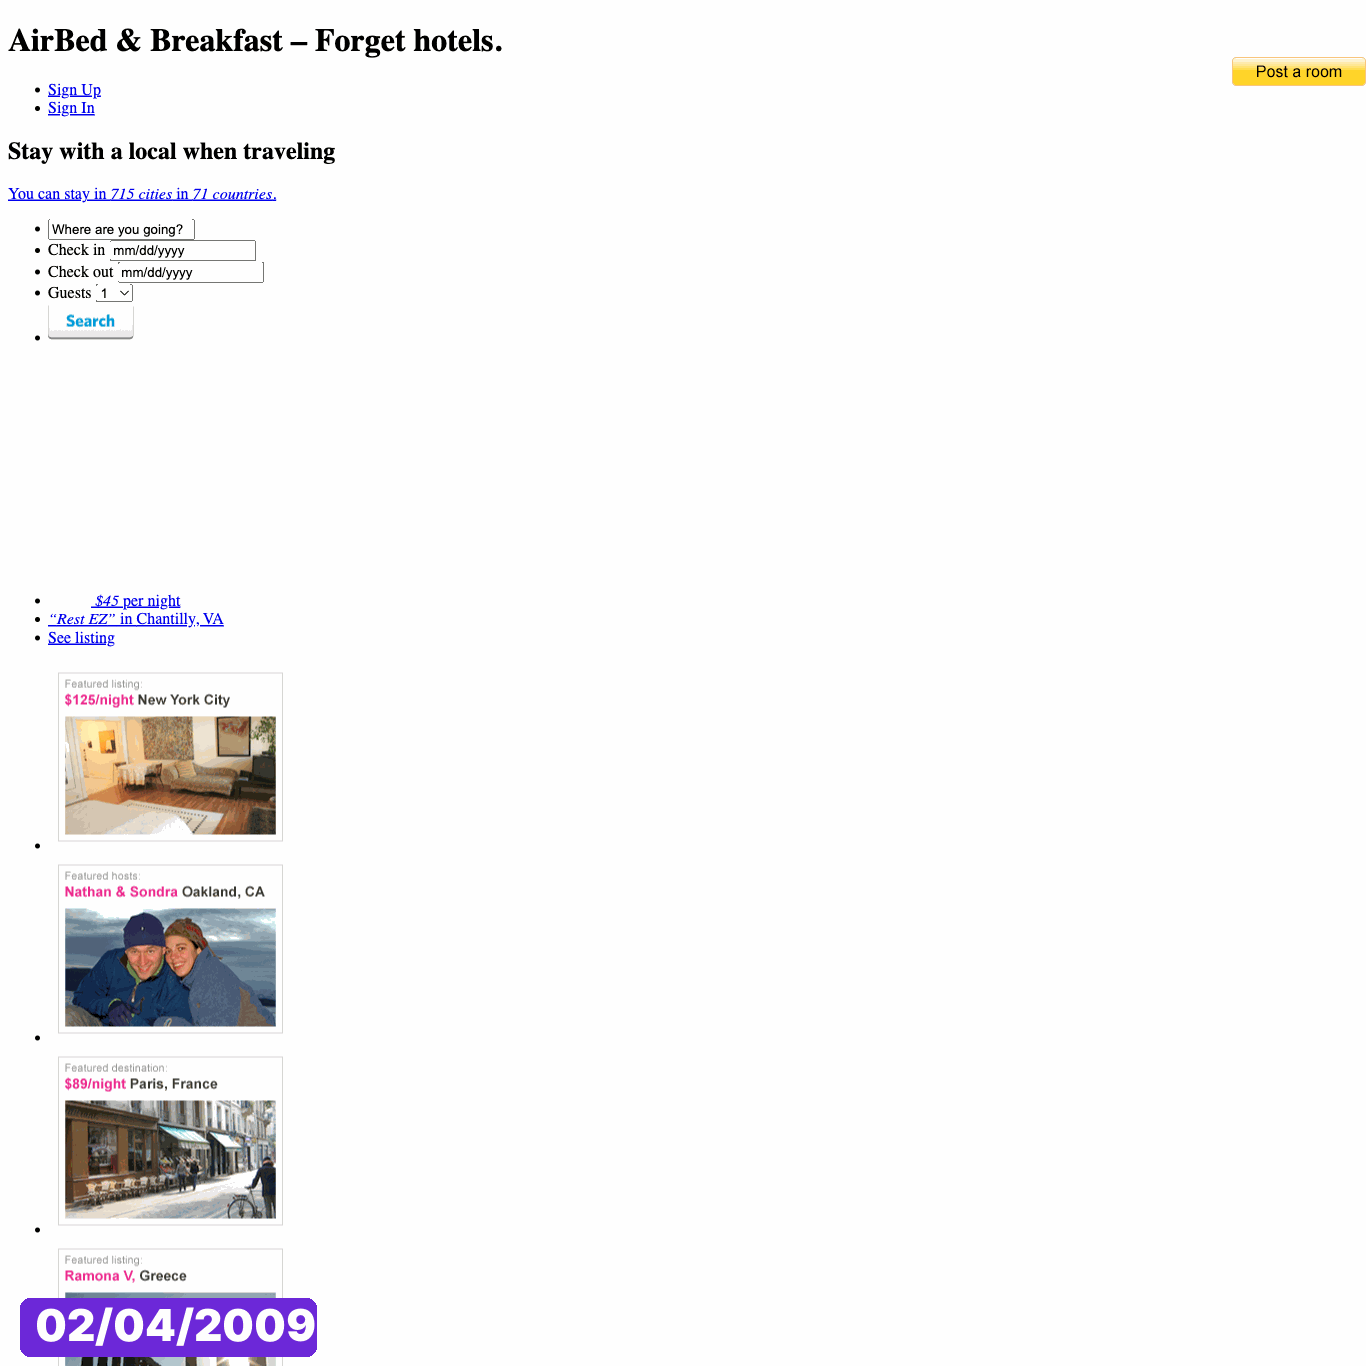 AirBed & Breakfast – Forget hotels.
Post a room
Sign Up
Sign In
Stay with a local when traveling
You can stay in 715 cities in 71 countries.
Where are you going?
Check in mm/dd/yyyy
Check out mm/dd/yyyy
Guests 1
Search
$45 per night
“Rest EZ” in Chantilly, VA
See listing
Featured listing:
$125/night New York City
Featured hosts:
Nathan & Sondra Oakland, CA
Featured destination:
$89/night Paris, France
Featured listing:
Ramona V, Greece
02/04/2009